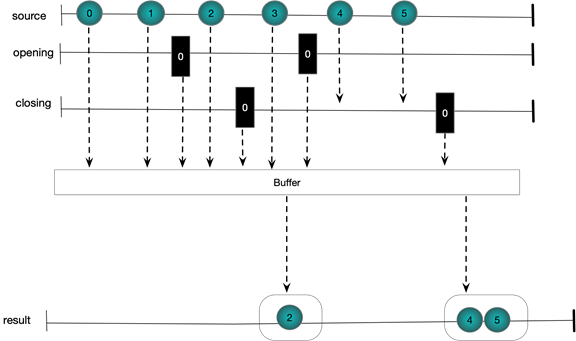 source 0 1 2 3 4 5
opening 0 0
closing 0 0
Buffer
result 2 4 5